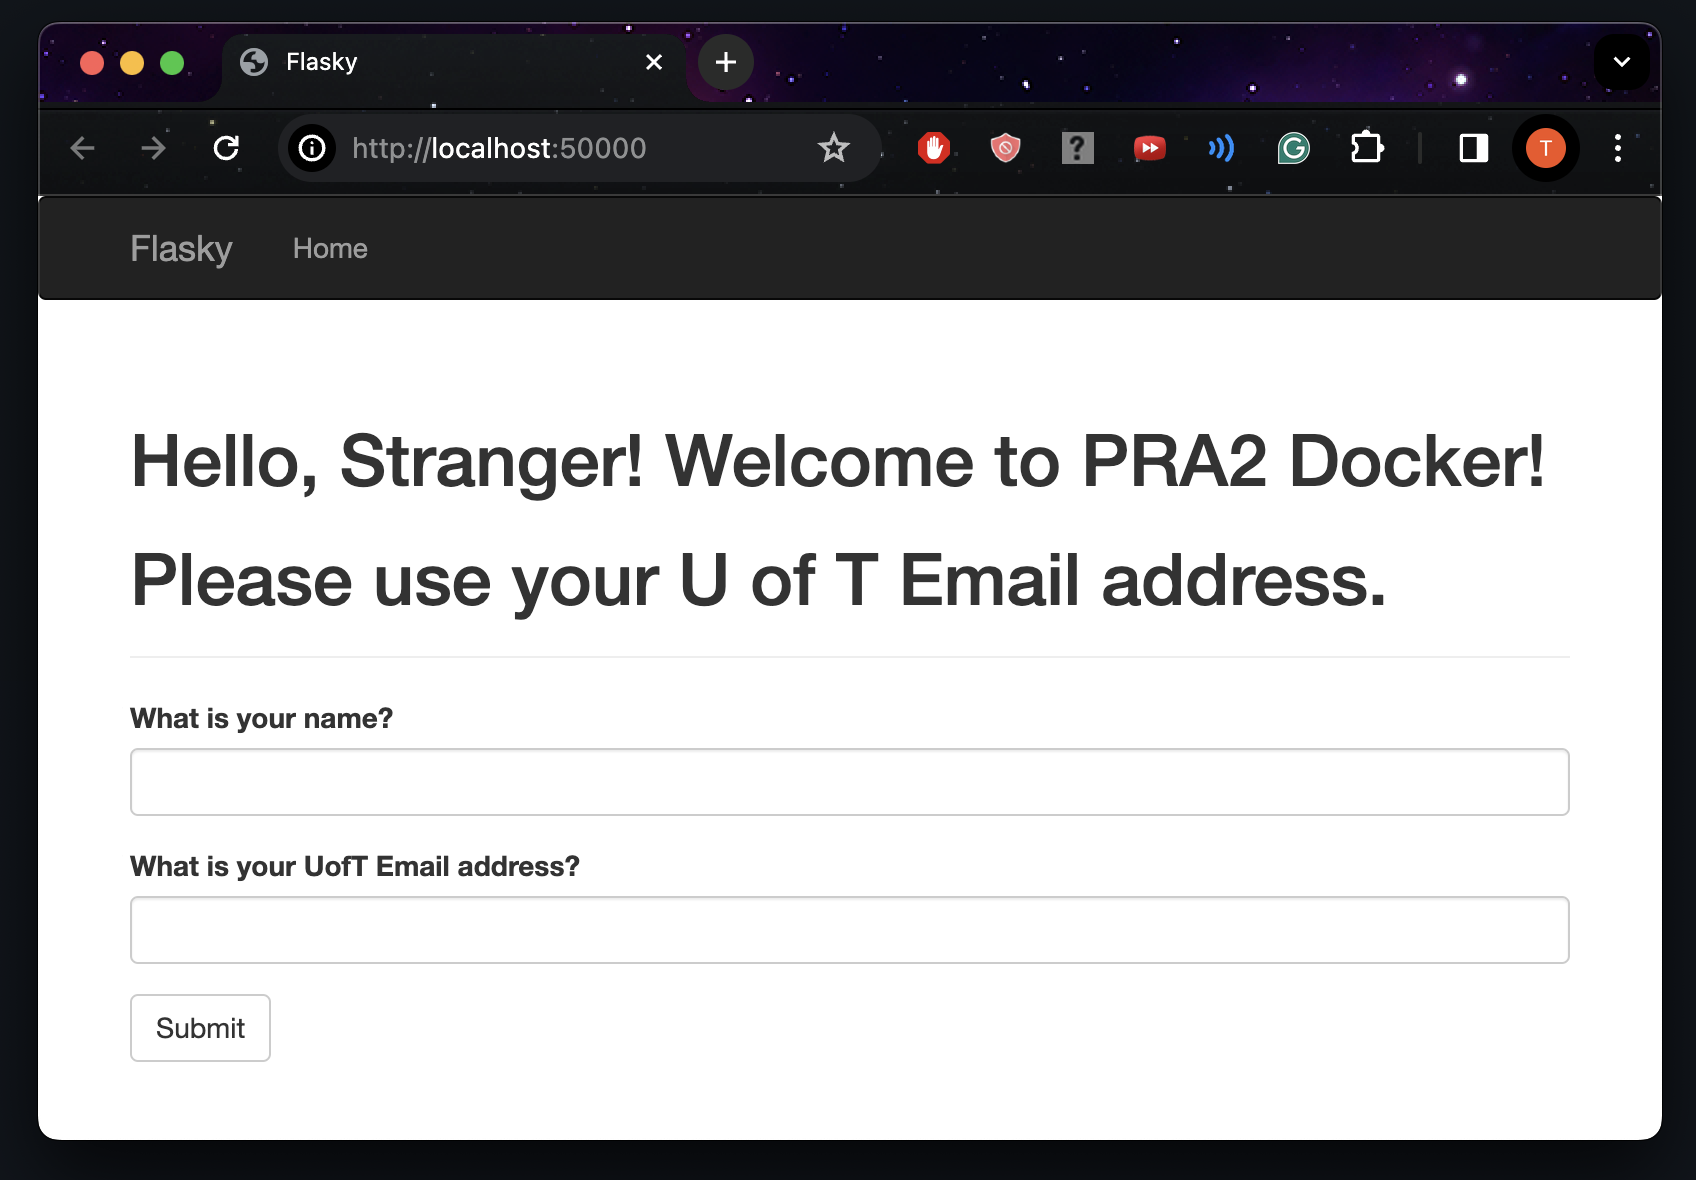 Flasky
http://localhost:50000
T
Flasky Home
Hello, Stranger! Welcome to PRA2 Docker!
Please use your U of T Email address.
What is your name?
What is your UofT Email address?
Submit